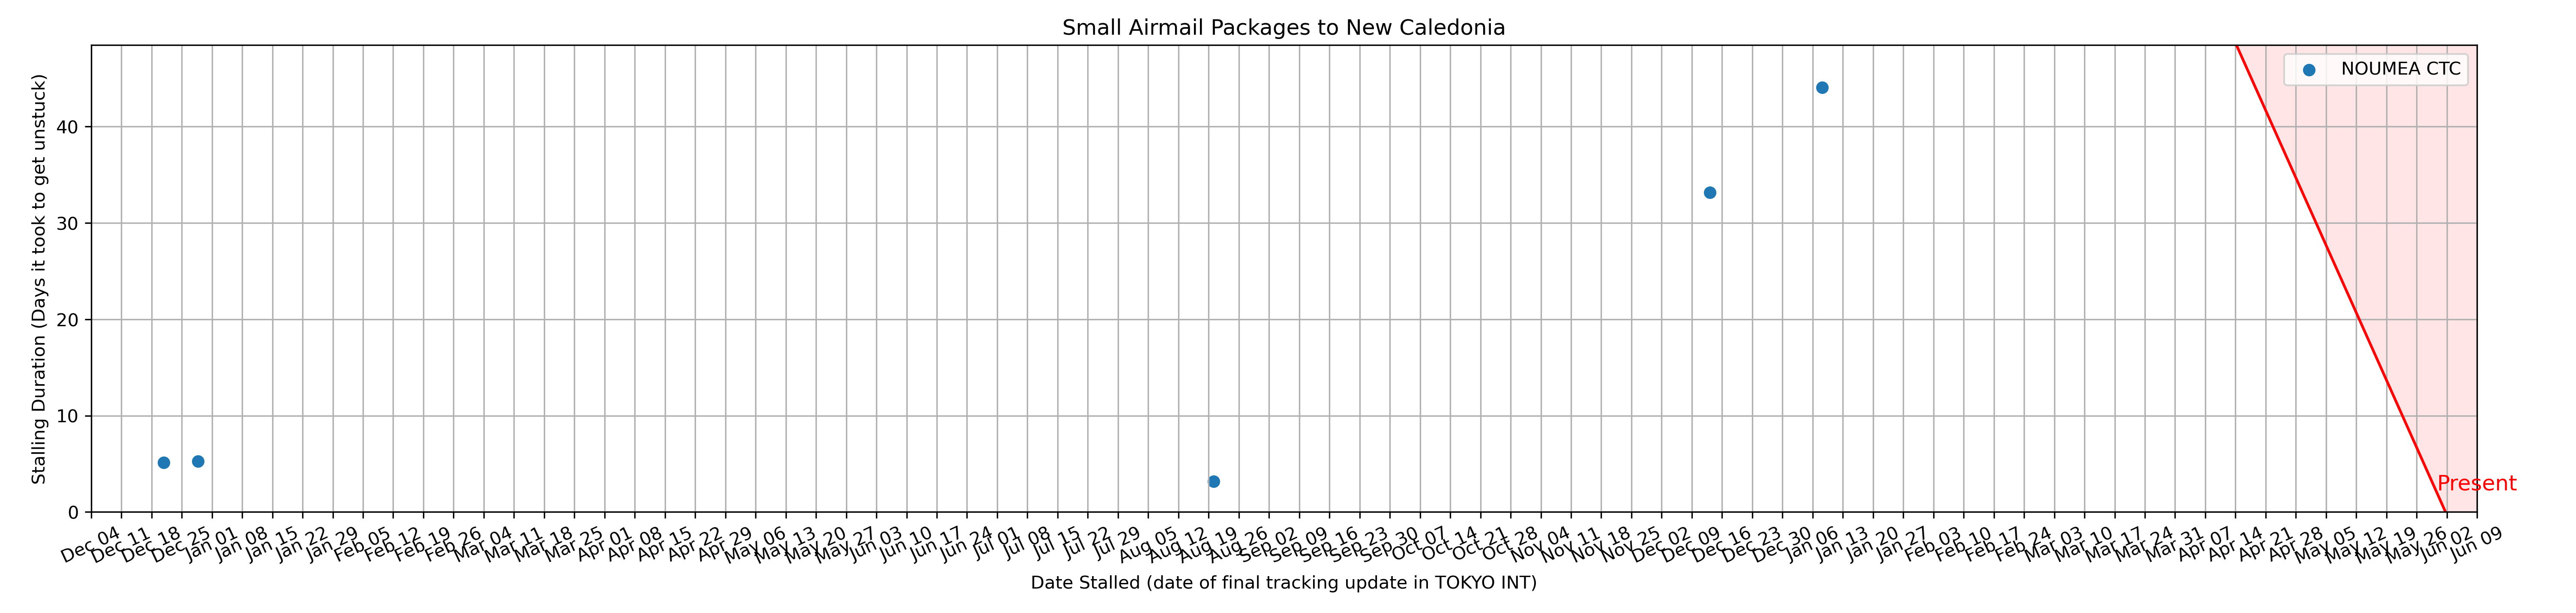 Small Airmail Packages to New Caledonia
NOUMEA CTC
Stalling Duration (Days it took to get unstuck)
40
30
20
10
0
Present
Dec 04 Dec 11 Dec 18 Dec 25 Jan 01 Jan 08 Jan 15 Jan 22 Jan 29 Feb 05 Feb 12 Feb 19 Feb 26 Mar 04 Mar 11 Mar 18 Mar 25 Apr 01 Apr 08 Apr 15 Apr 22 Apr 29 May 06 May 13 May 20 May 27 Jun 03 Jun 10 Jun 17 Jun 24 Jul 01 Jul 08 Jul 15 Jul 22 Jul 29 Aug 05 Aug 12 Aug 19 Aug 26 Sep 02 Sep 09 Sep 16 Sep 23 Sep 30 Oct 07 Oct 14 Oct 21 Oct 28 Nov 04 Nov 11 Nov 18 Nov 25 Dec 02 Dec 09 Dec 16 Dec 23 Dec 30 Jan 06 Jan 13 Jan 20 Jan 27 Feb 03 Feb 10 Feb 17 Feb 24 Mar 03 Mar 10 Mar 17 Mar 24 Mar 31 Apr 07 Apr 14 Apr 21 Apr 28 May 05 May 12 May 19 May 26 Jun 02 Jun 09
Date Stalled (date of final tracking update in TOKYO INT)